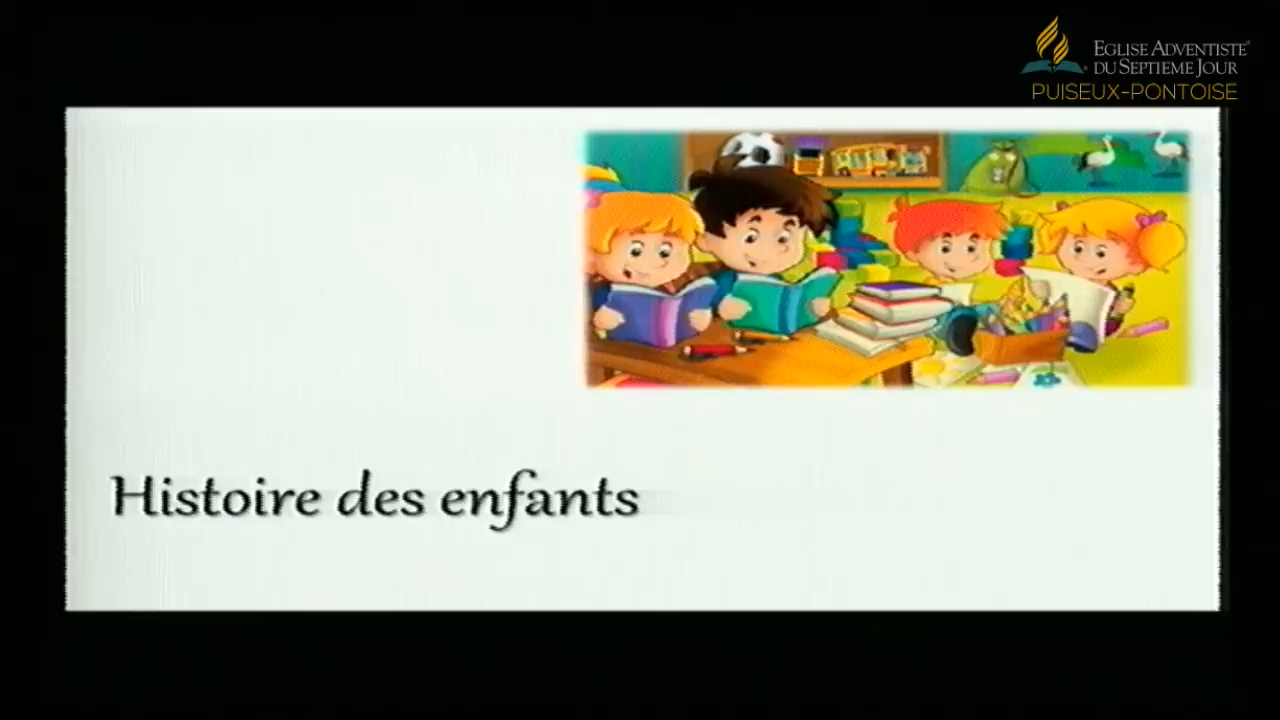 EGLISE ADVENTISTE
DU SEPTIEME JOUR
PUISEUX-PONTOISE
Histoire des enfants